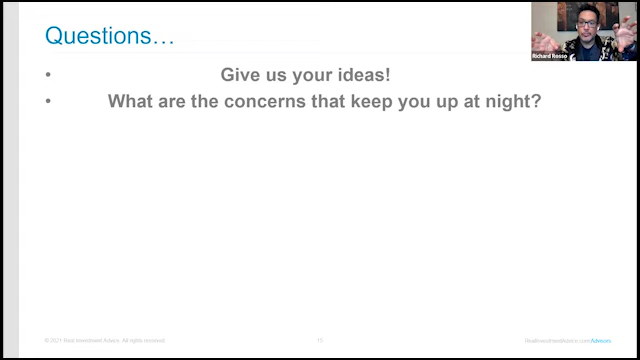 Questions…
• Give us your ideas!
• What are the concerns that keep you up at night?
Richard Rosso
© 2021 Real Investment Advice. All rights reserved.
RealInvestmentAdvice.com/Advisors